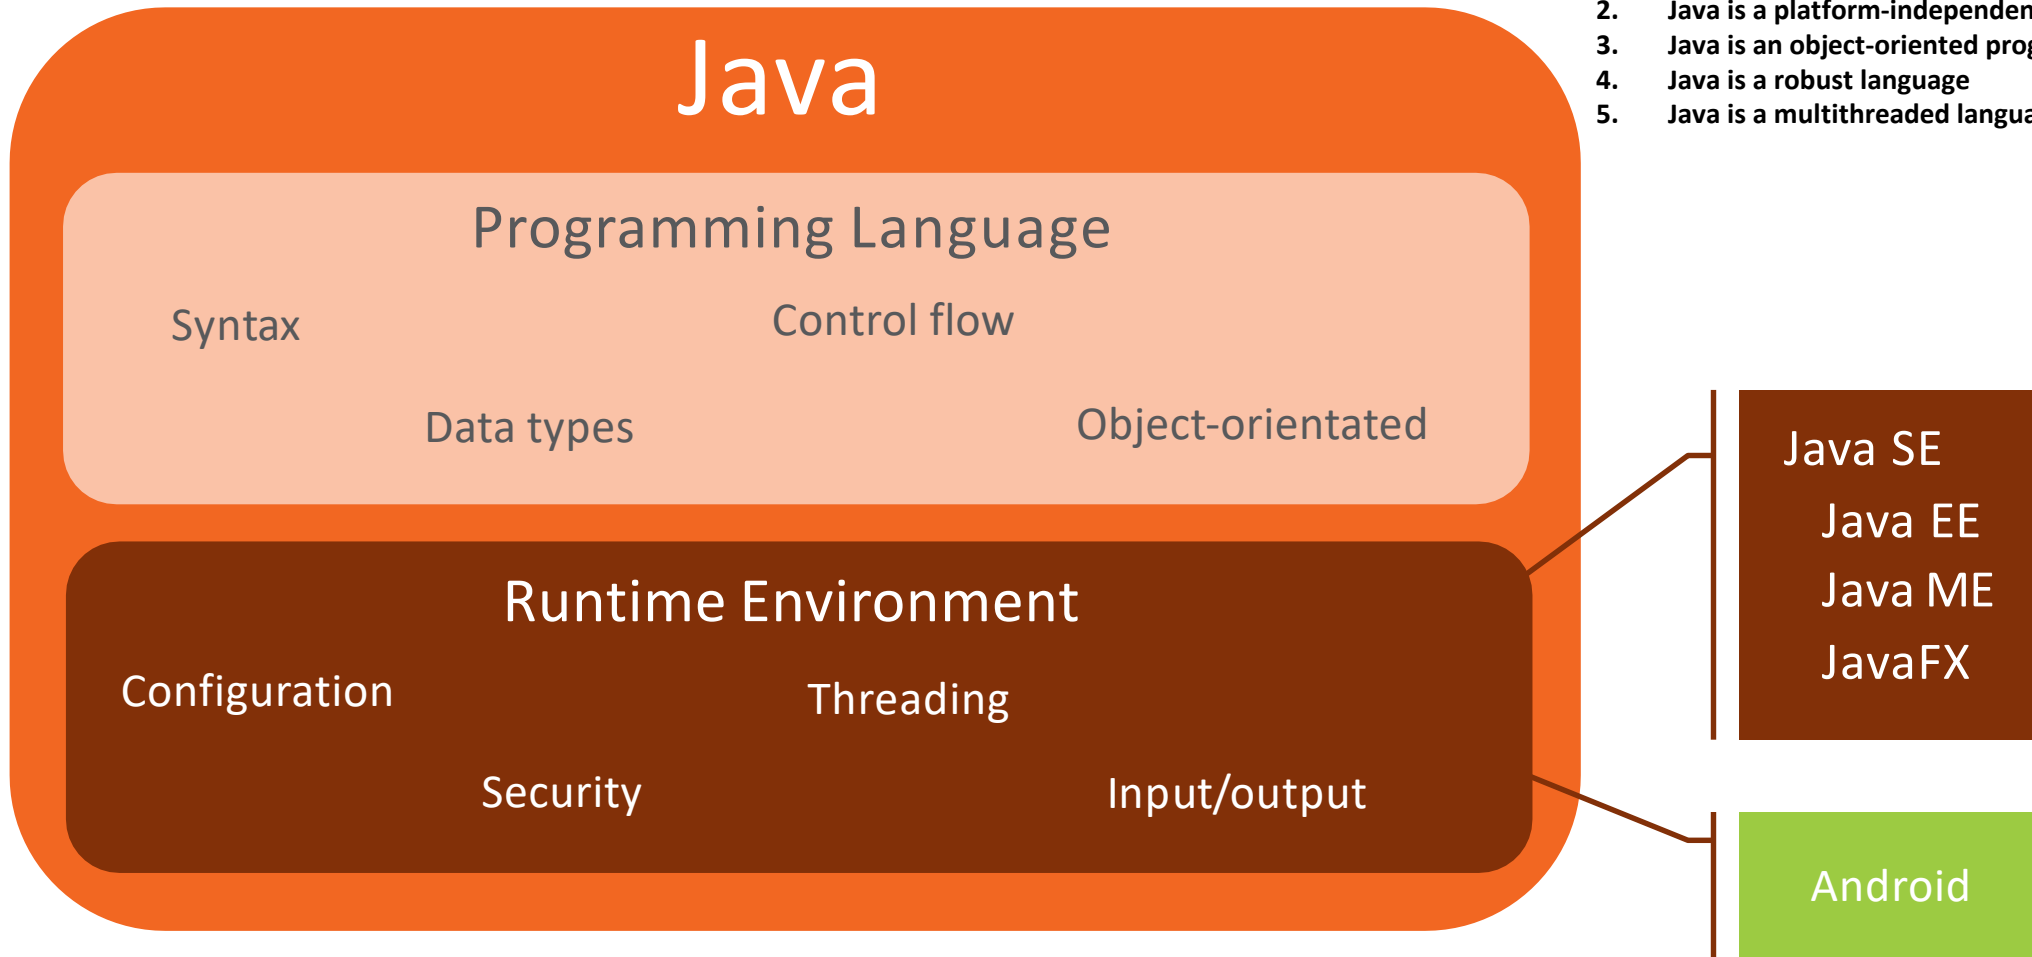 Java
Programming Language
Syntax
Control flow
Data types
Object-orientated
Runtime Environment
Configuration
Threading
Security
Input/output
2. Java is a platform-independen
3. Java is an object-oriented prog
4. Java is a robust language
5. Java is a multithreaded langua
Java SE
Java EE
Java ME
JavaFX
Android